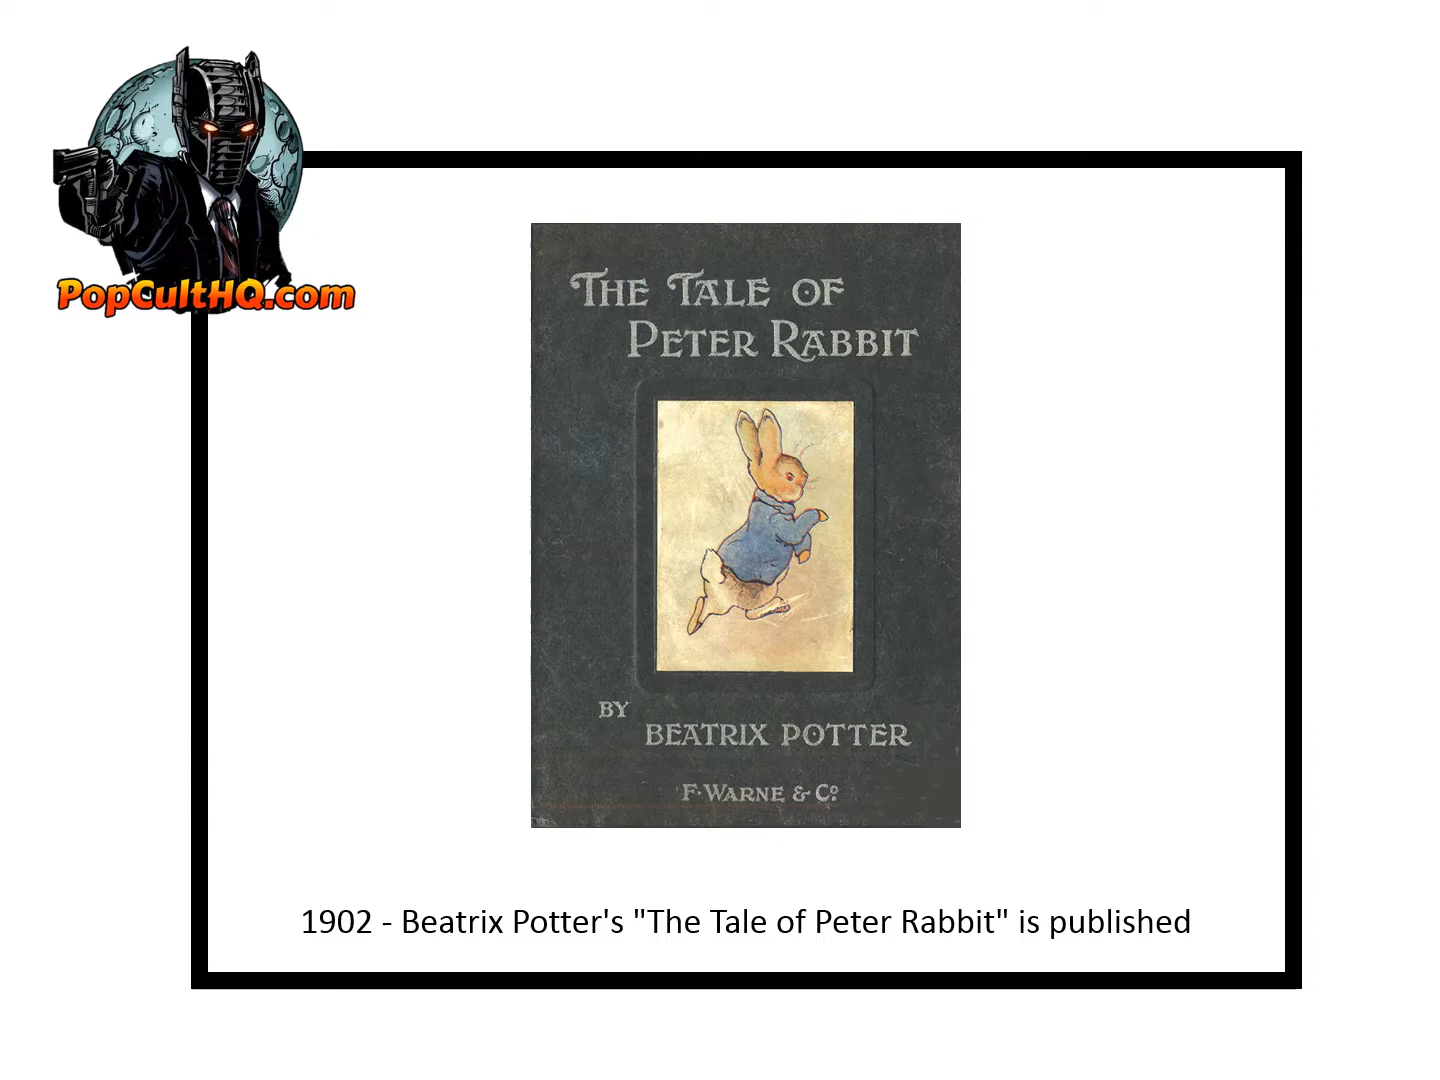 PopCultHQ.com
THE TALE OF
PETER RABBIT
BY
BEATRIX POTTER
F. WARNE & Co.
1902 - Beatrix Potter's "The Tale of Peter Rabbit" is published